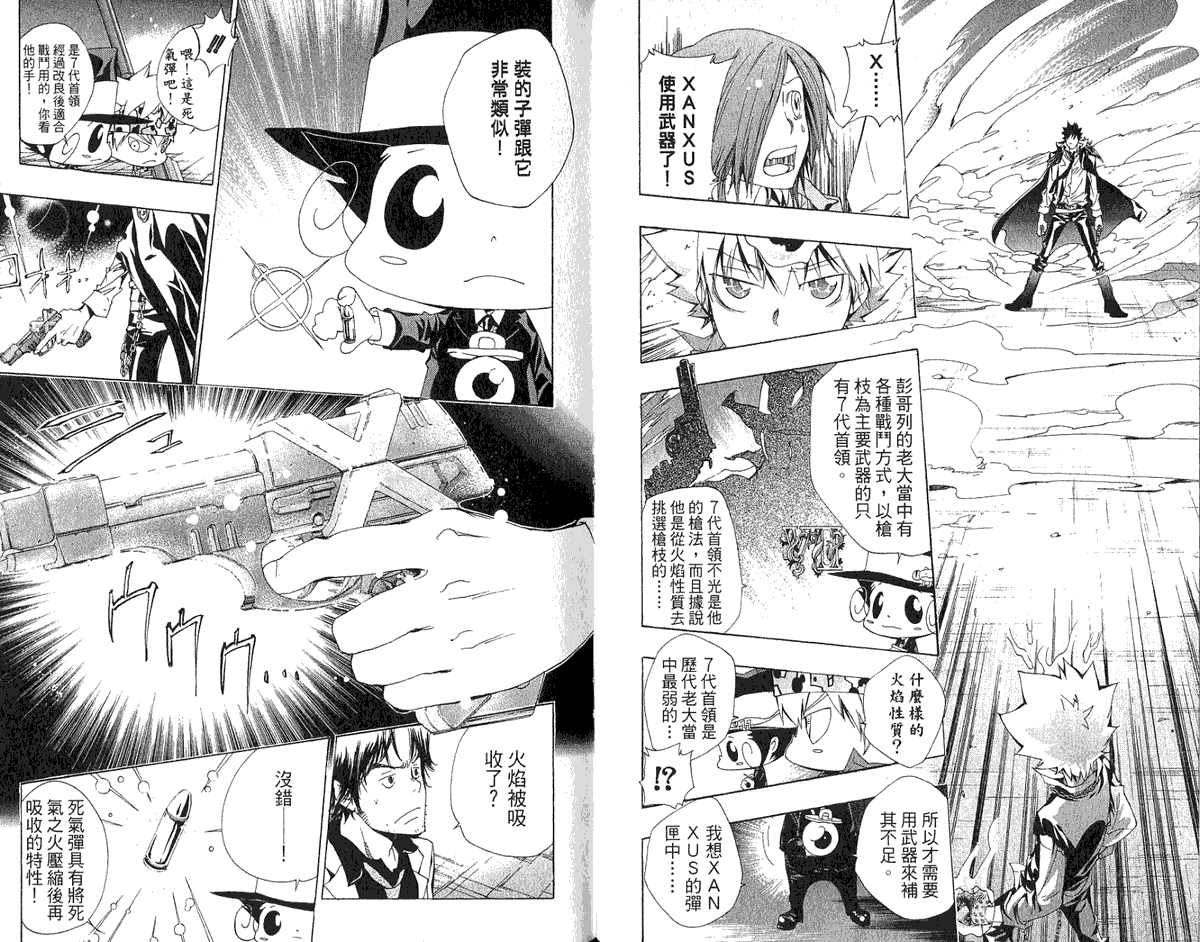 X……
XANXUS
使用武器了！
彭哥列的老大當中有
各種戰鬥方式，以槍
枝為主要武器的只
有7代首領。
7代首領不光是他
的槍法，而且據說
他是從火焰性質去
挑選槍枝的……
什麼樣的
火焰性質？
7代首領是
歷代老大當
中最弱的…
!?
所以才需要
用武器來補
其不足。
我想XAN
XUS的彈
匣中……
裝的子彈跟它
非常類似！
!!
喂！這是死
氣彈吧！
是7代首領
經過改良後適合
戰鬥用的，你看
他的手！
火焰被吸
收了？
沒錯
——！
死氣彈具有將死
氣之火壓縮後再
吸收的特性！